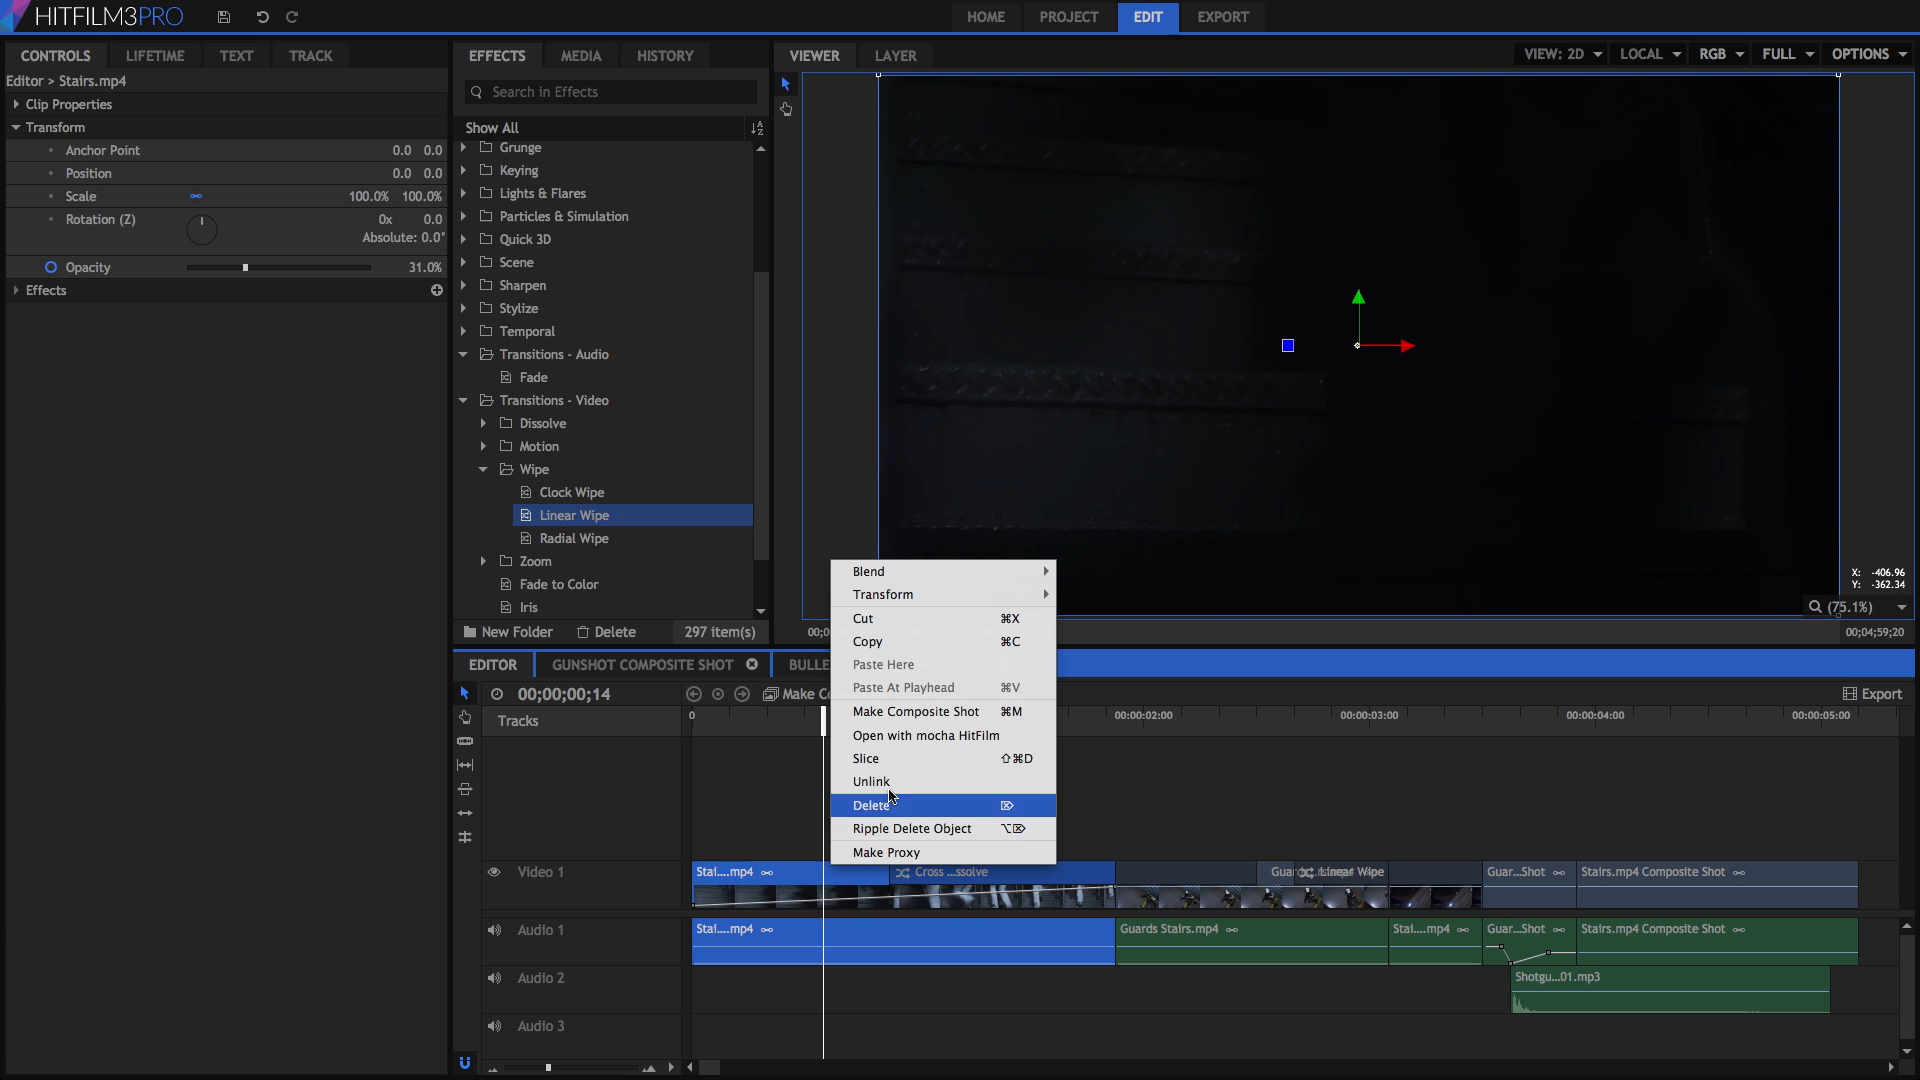 HITFILM3PRO
HOME
PROJECT
EDIT
EXPORT
CONTROLS
LIFETIME
TEXT
TRACK
Editor > Stairs.mp4
Clip Properties
Transform
Anchor Point 0.0 0.0
Position 0.0 0.0
Scale 100.0% 100.0%
Rotation (Z) 0x 0.0
Absolute: 0.0°
Opacity 31.0%
Effects
EFFECTS
MEDIA
HISTORY
Search in Effects
Show All
Grunge
Keying
Lights & Flares
Particles & Simulation
Quick 3D
Scene
Sharpen
Stylize
Temporal
Transitions - Audio
Fade
Transitions - Video
Dissolve
Motion
Wipe
Clock Wipe
Linear Wipe
Radial Wipe
Zoom
Fade to Color
Iris
New Folder
Delete
297 item(s)
VIEWER
LAYER
VIEW: 2D
LOCAL
RGB
FULL
OPTIONS
X: -406.96
Y: -362.34
(75.1%)
00;04;59;20
Blend
Transform
Cut ⌘X
Copy ⌘C
Paste Here
Paste At Playhead ⌘V
Make Composite Shot ⌘M
Open with mocha HitFilm
Slice ⇧⌘D
Unlink
Delete ⌦
Ripple Delete Object ⌥⌦
Make Proxy
EDITOR
GUNSHOT COMPOSITE SHOT
BULLE
00;00;00;14
Make Co
Export
Tracks
0
00:00:02:00
00:00:03:00
00:00:04:00
00:00:05:00
Video 1
Stai....mp4
Cross ...ssolve
Linear Wipe
Guar...Shot
Stairs.mp4 Composite Shot
Audio 1
Stai....mp4
Guards Stairs.mp4
Stai....mp4
Guar...Shot
Stairs.mp4 Composite Shot
Audio 2
Shotgu...01.mp3
Audio 3